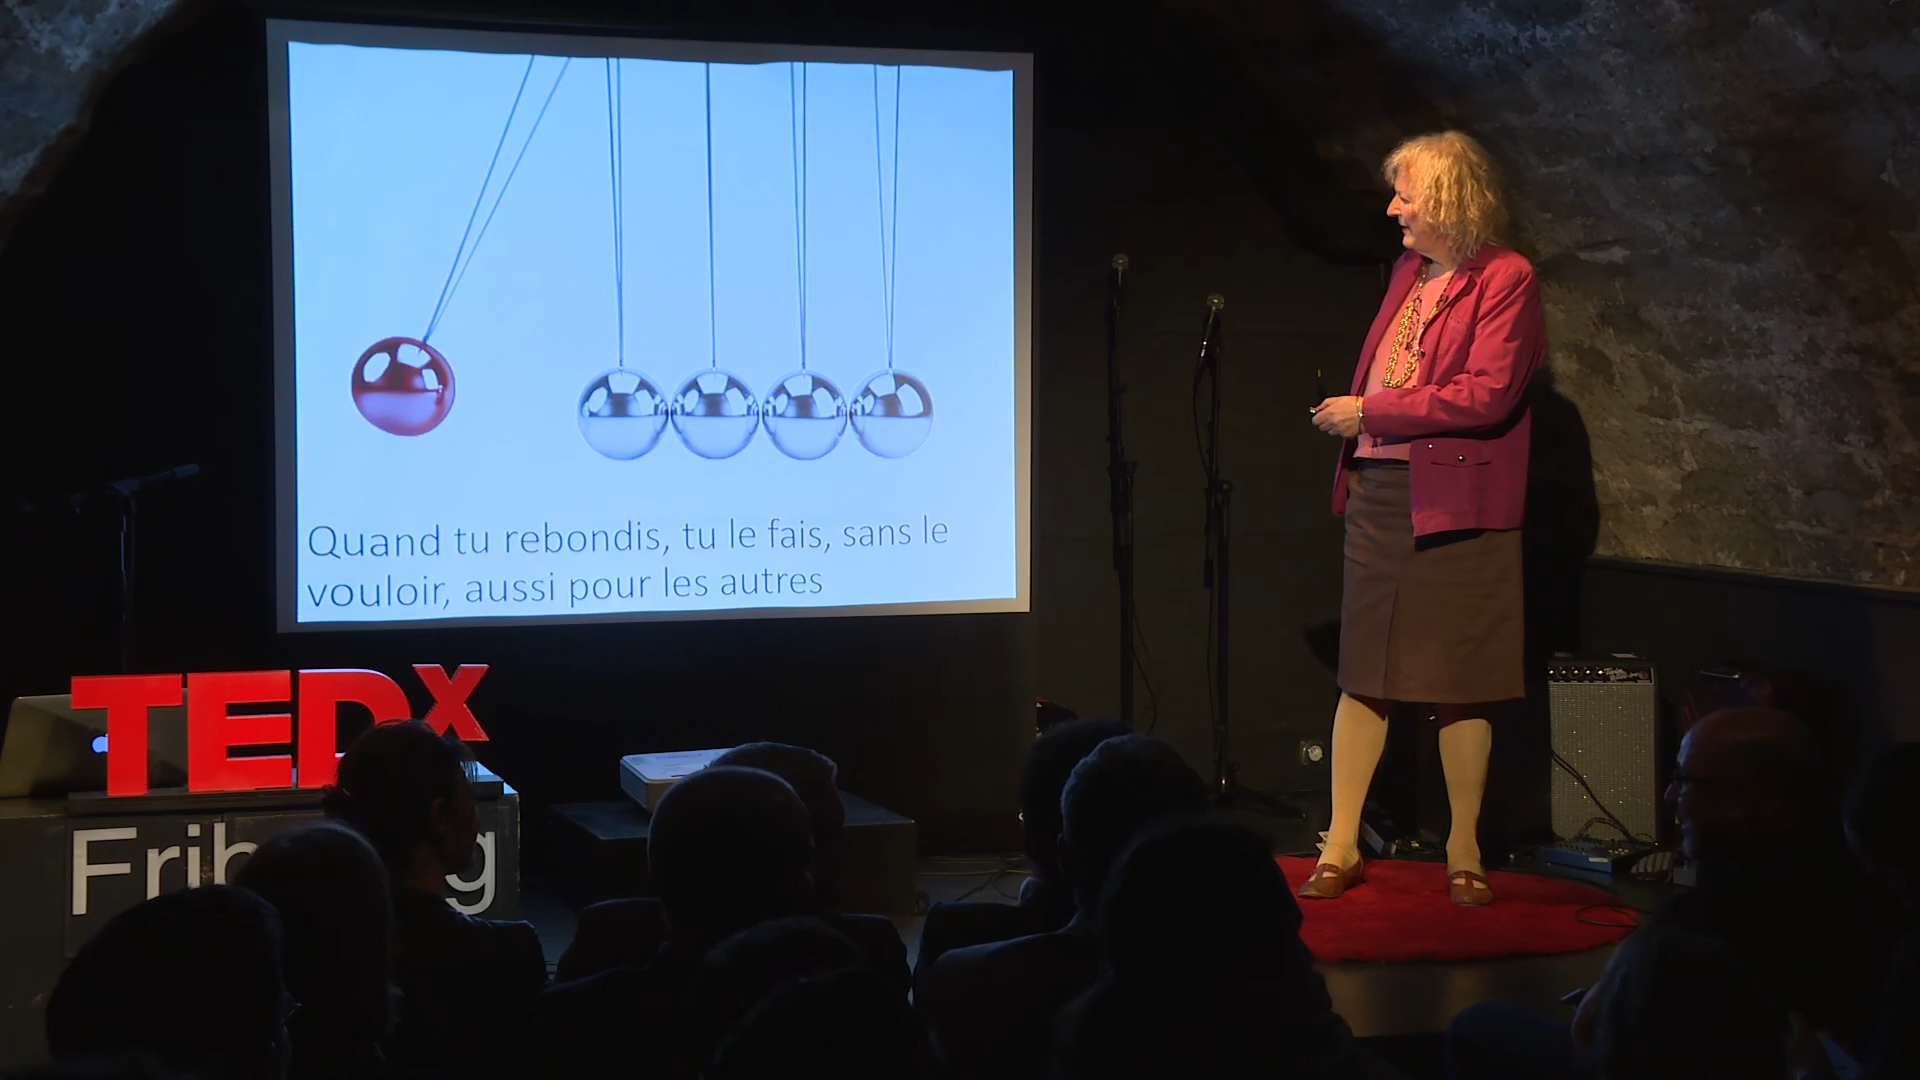 Quand tu rebondis, tu le fais, sans le
vouloir, aussi pour les autres
TEDx